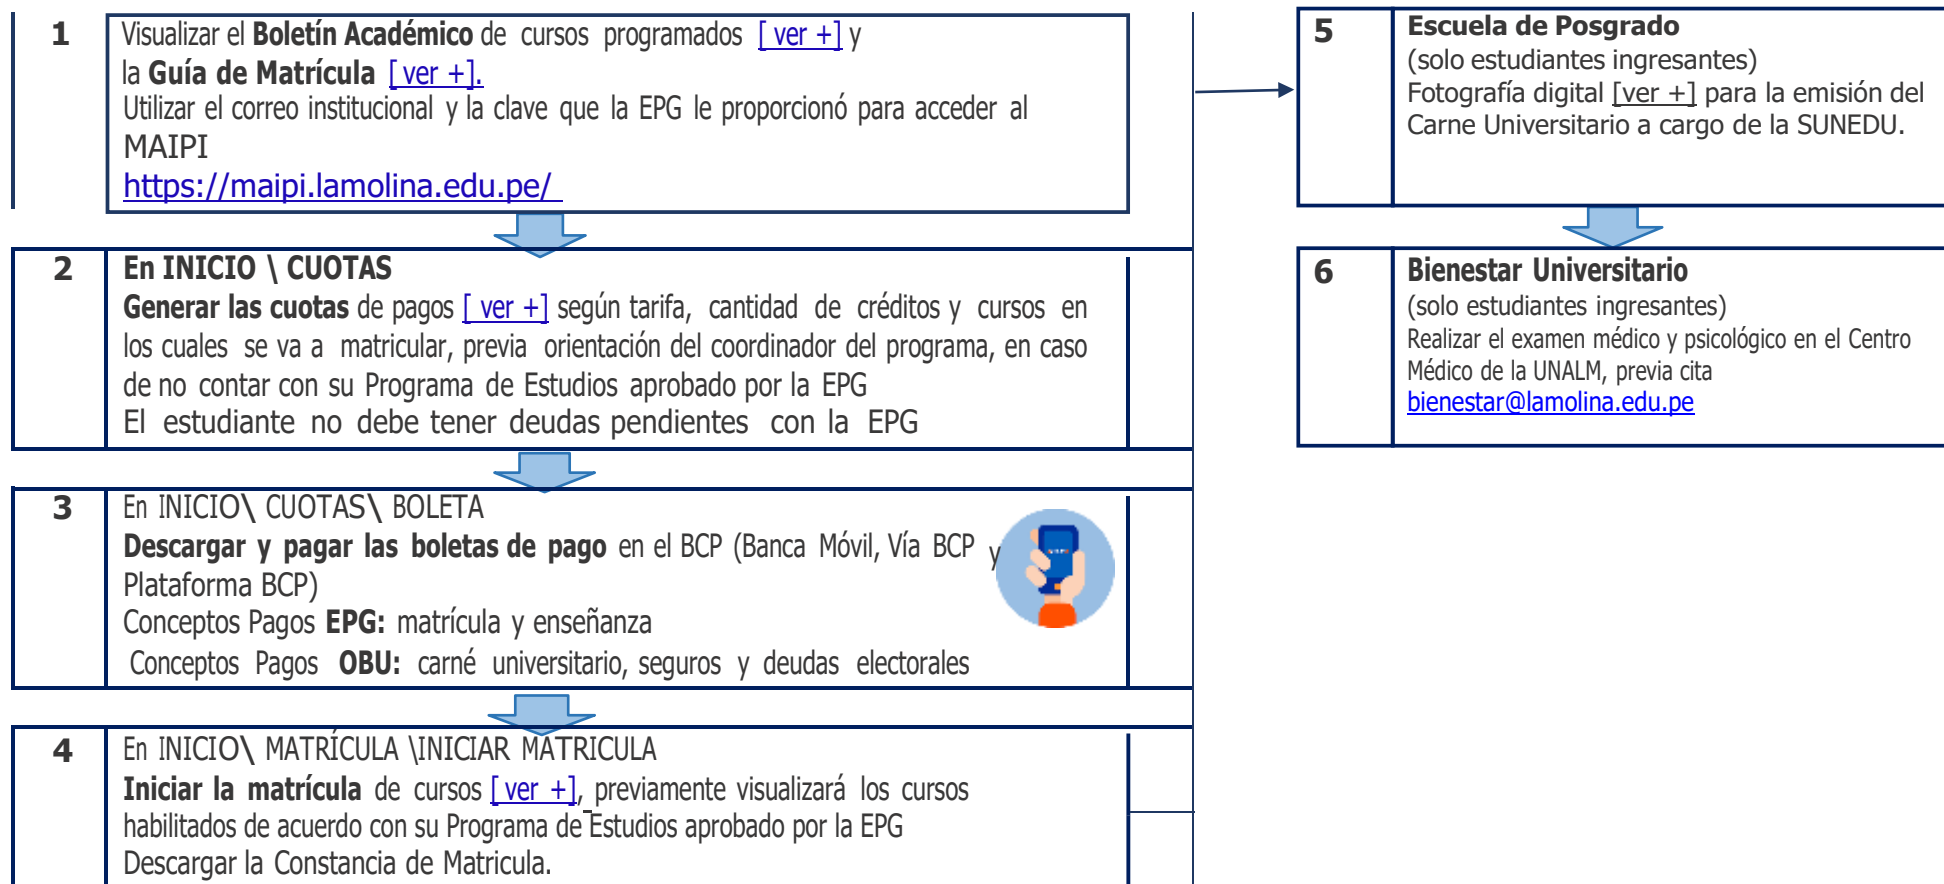 1
Visualizar el Boletín Académico de cursos programados [ ver +] y
la Guía de Matrícula [ ver +].
Utilizar el correo institucional y la clave que la EPG le proporcionó para acceder al
MAIPI
https://maipi.lamolina.edu.pe/
2
En INICIO \ CUOTAS
Generar las cuotas de pagos [ ver +] según tarifa, cantidad de créditos y cursos en
los cuales se va a matricular, previa orientación del coordinador del programa, en caso
de no contar con su Programa de Estudios aprobado por la EPG
El estudiante no debe tener deudas pendientes con la EPG
3
En INICIO\ CUOTAS\ BOLETA
Descargar y pagar las boletas de pago en el BCP (Banca Móvil, Vía BCP y
Plataforma BCP)
Conceptos Pagos EPG: matrícula y enseñanza
Conceptos Pagos OBU: carné universitario, seguros y deudas electorales
4
En INICIO\ MATRÍCULA \INICIAR MATRICULA
Iniciar la matrícula de cursos [ ver +], previamente visualizará los cursos
habilitados de acuerdo con su Programa de Estudios aprobado por la EPG
Descargar la Constancia de Matricula.
5
Escuela de Posgrado
(solo estudiantes ingresantes)
Fotografía digital [ver +] para la emisión del
Carne Universitario a cargo de la SUNEDU.
6
Bienestar Universitario
(solo estudiantes ingresantes)
Realizar el examen médico y psicológico en el Centro
Médico de la UNALM, previa cita
bienestar@lamolina.edu.pe